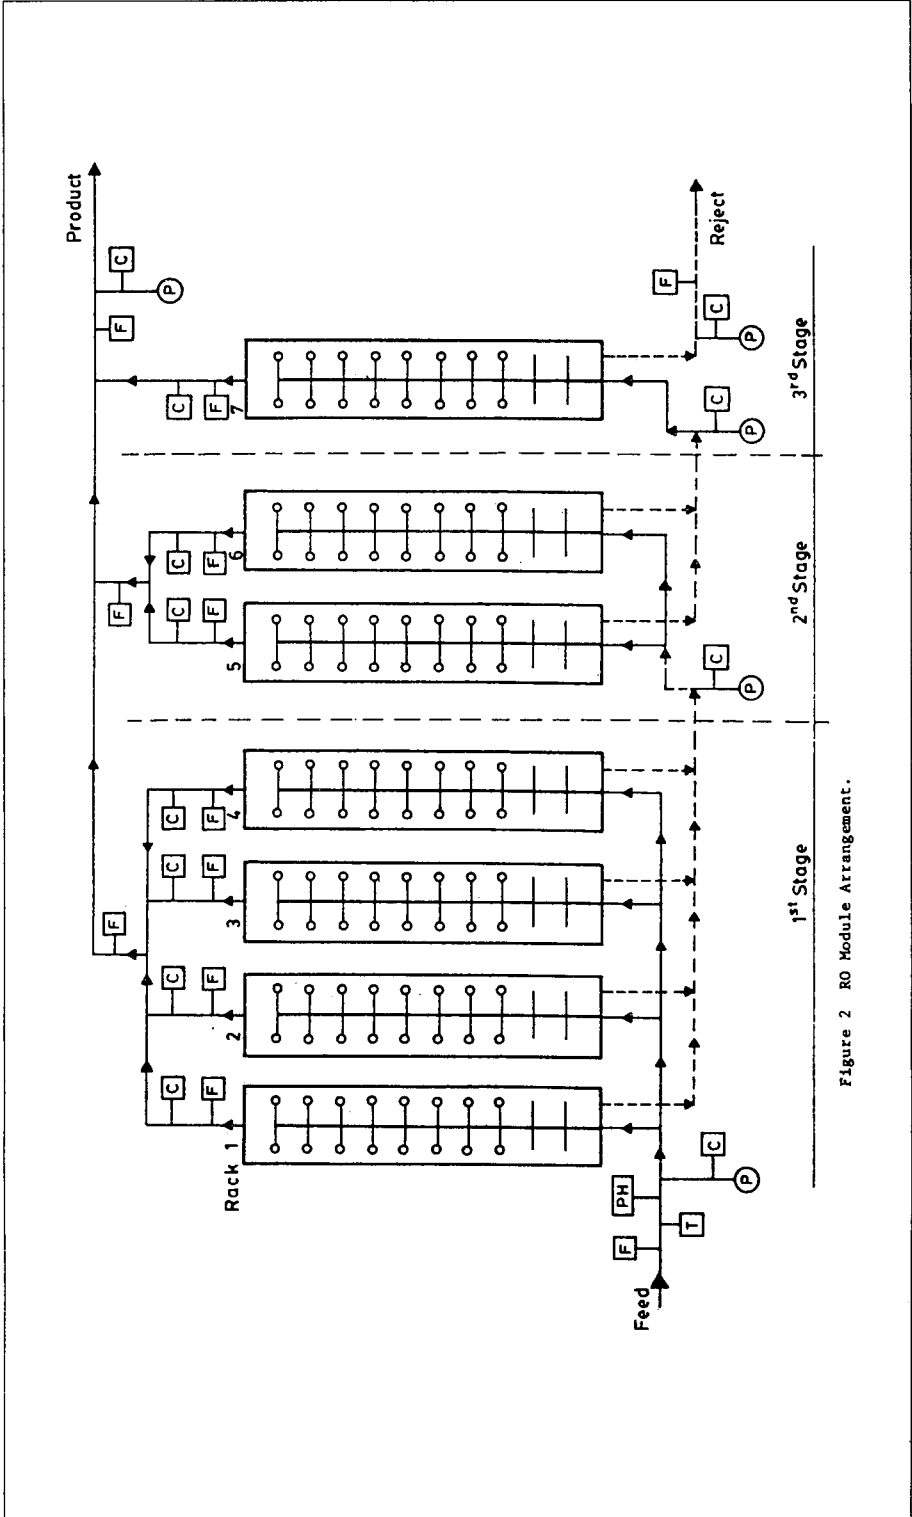 Product
C
P
F
C
F
7
F
C
F
6
C
F
5
F
C
F
4
C
F
3
C
F
2
C
F
Rack 1
Reject
F
C
P
C
P
C
P
C
P
PH
T
F
Feed
1st Stage
2nd Stage
3rd Stage
Figure 2 RO Module Arrangement.